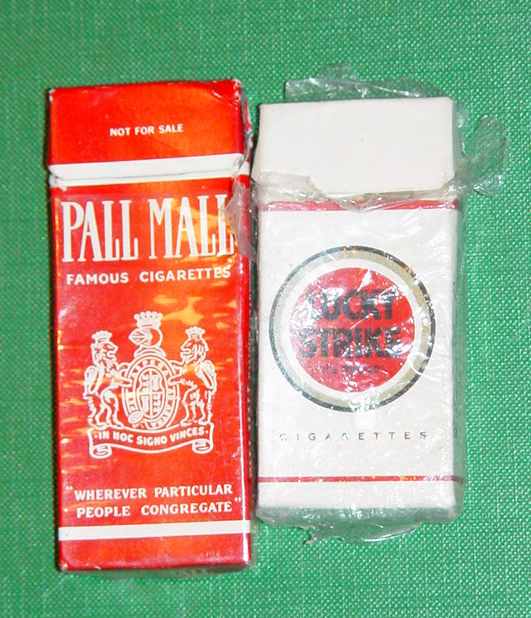 NOT FOR SALE
PALL MALL
FAMOUS CIGARETTES
IN HOC SIGNO VINCES
"WHEREVER PARTICULAR
PEOPLE CONGREGATE"
LUCKY
STRIKE
CIGARETTES